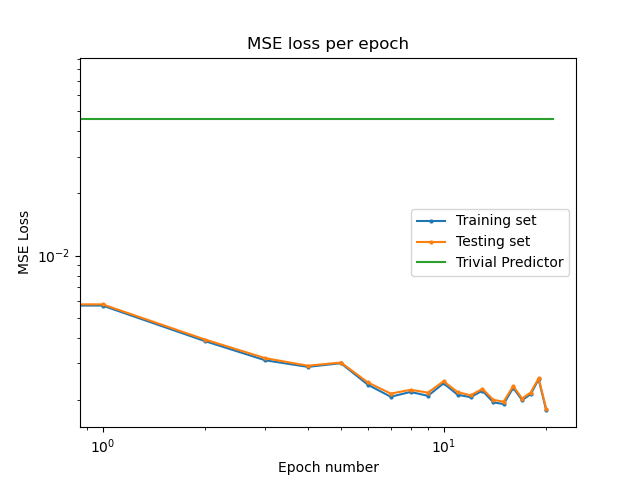 MSE loss per epoch
MSE Loss
10⁻²
Training set
Testing set
Trivial Predictor
10⁰
10¹
Epoch number